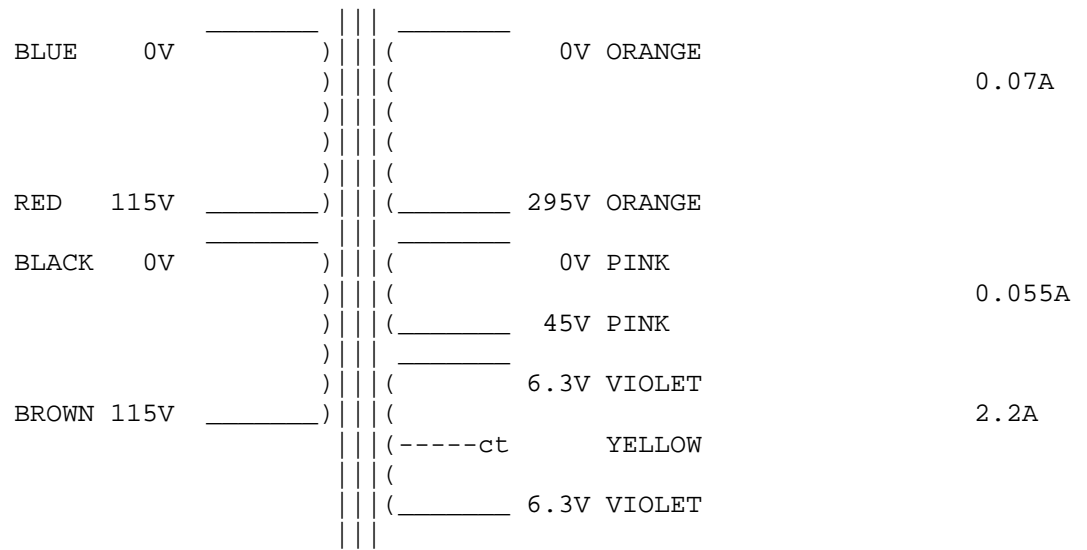 BLUE 0V 0V ORANGE
0.07A
RED 115V 295V ORANGE
BLACK 0V 0V PINK
0.055A
45V PINK
6.3V VIOLET
BROWN 115V 2.2A
ct YELLOW
6.3V VIOLET